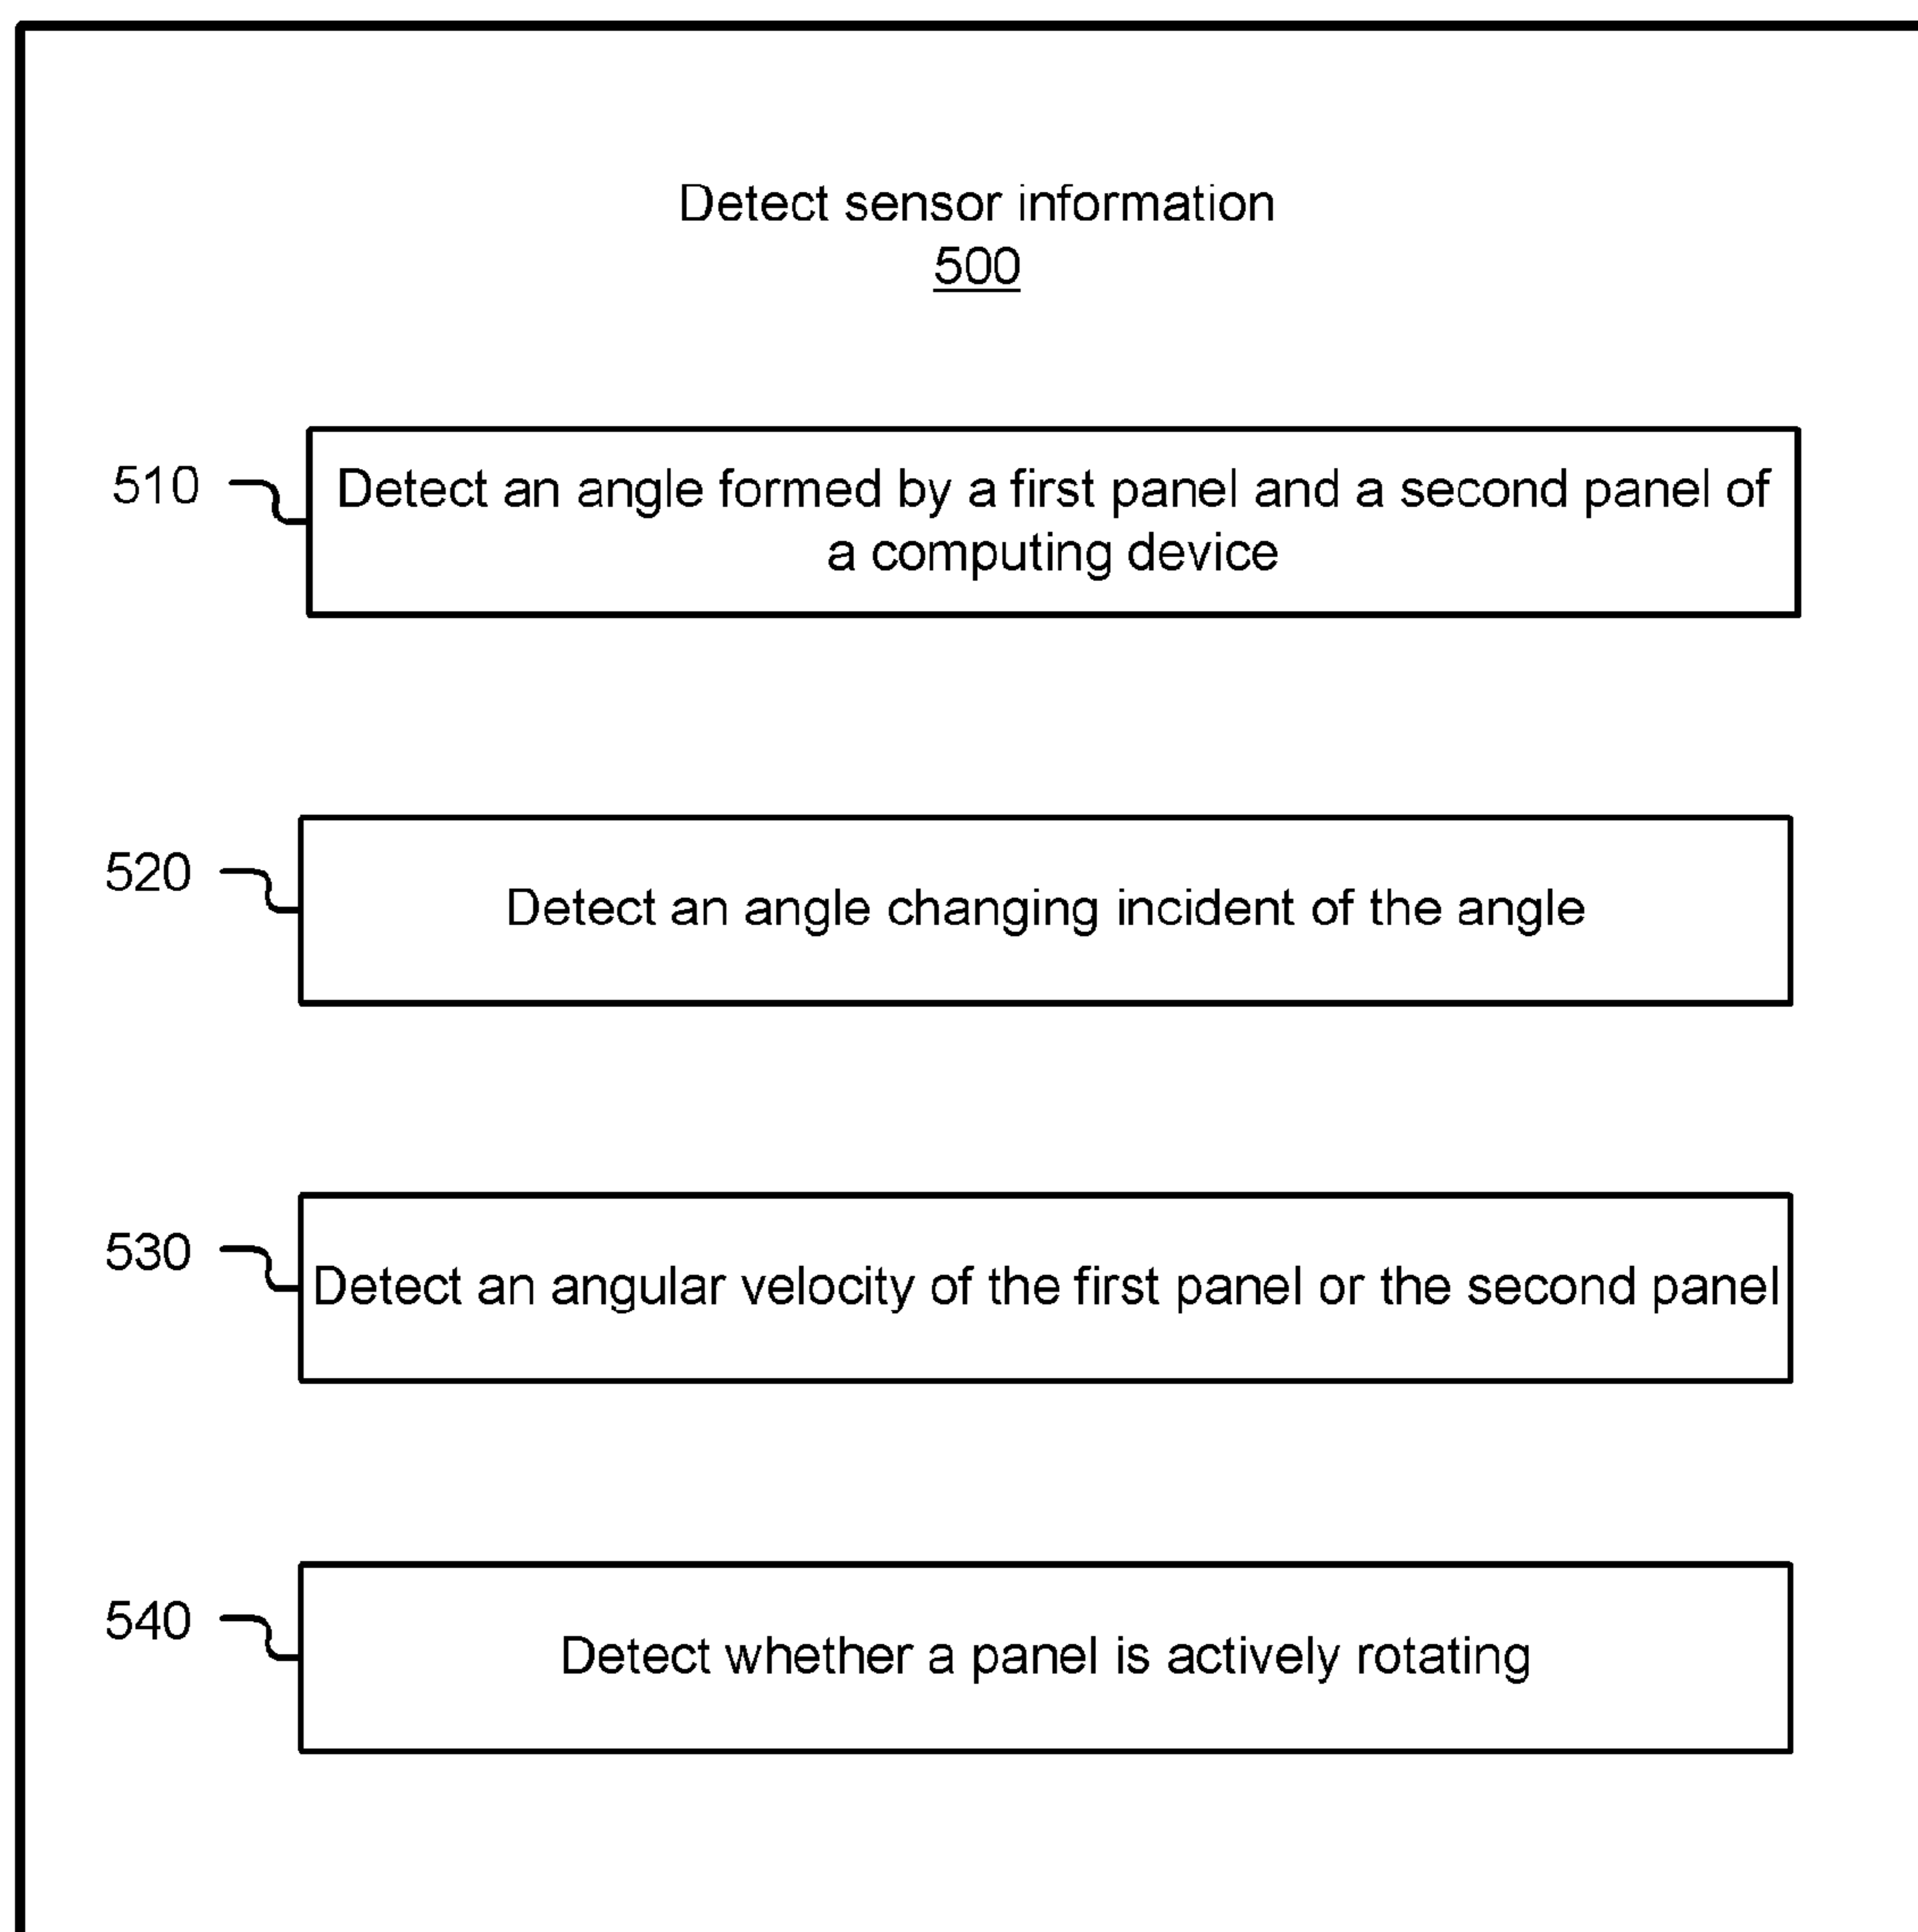 Detect sensor information
500
510
Detect an angle formed by a first panel and a second panel of
a computing device
520
Detect an angle changing incident of the angle
530
Detect an angular velocity of the first panel or the second panel
540
Detect whether a panel is actively rotating